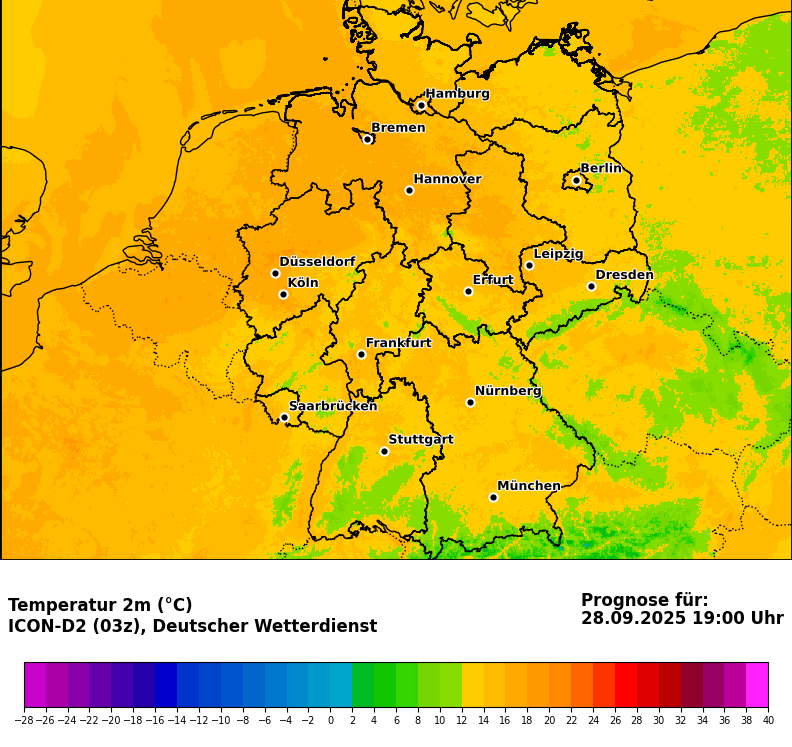 Hamburg
Bremen
Berlin
Hannover
Leipzig
Düsseldorf
Dresden
Köln
Erfurt
Frankfurt
Nürnberg
Saarbrücken
Stuttgart
München
Temperatur 2m (°C)
ICON-D2 (03z), Deutscher Wetterdienst
Prognose für:
28.09.2025 19:00 Uhr
−28 −26 −24 −22 −20 −18 −16 −14 −12 −10 −8 −6 −4 −2 0 2 4 6 8 10 12 14 16 18 20 22 24 26 28 30 32 34 36 38 40